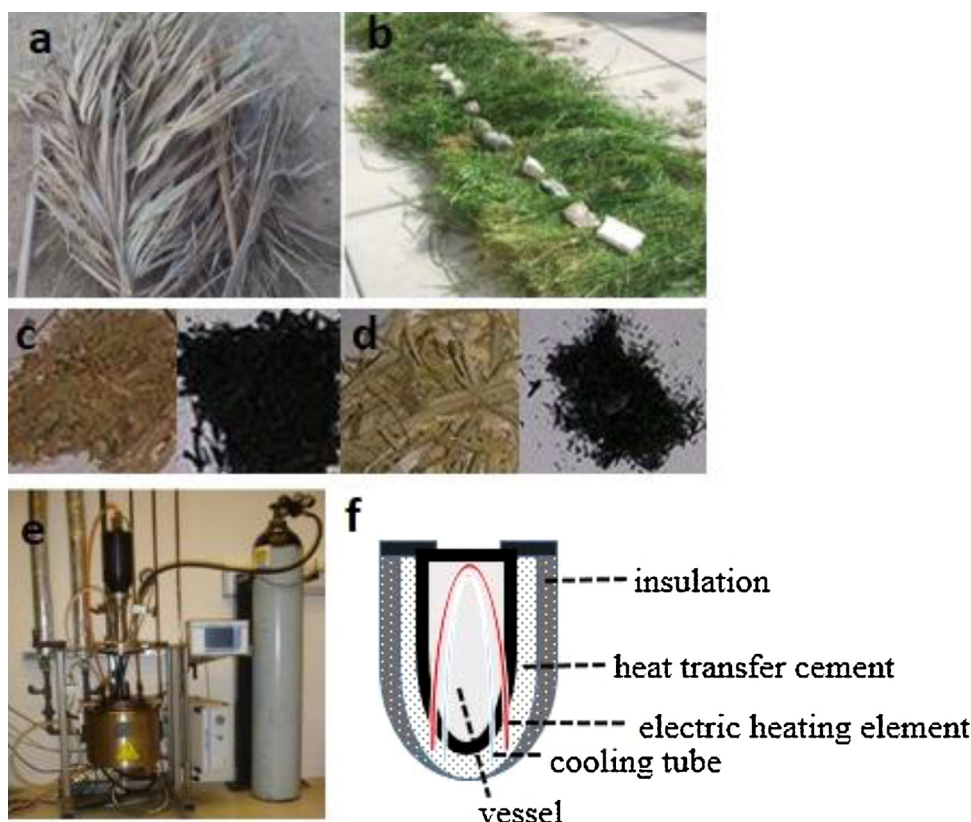 a
b
c
d
e
f
insulation
heat transfer cement
electric heating element
cooling tube
vessel